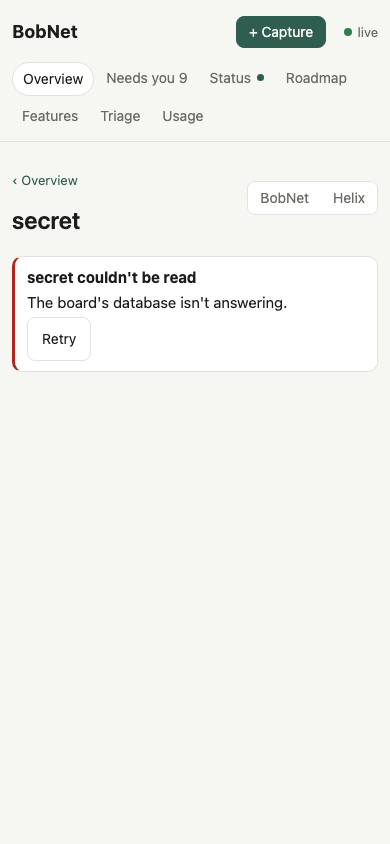 BobNet
+ Capture
live
Overview
Needs you 9
Status
Roadmap
Features
Triage
Usage
‹ Overview
secret
BobNet
Helix
secret couldn't be read
The board's database isn't answering.
Retry